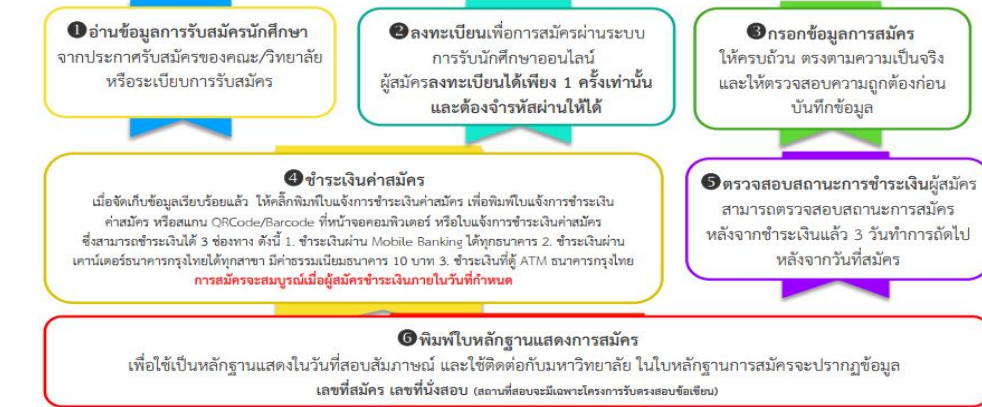 ❶อ่านข้อมูลการรับสมัครนักศึกษา
จากประกาศรับสมัครของคณะ/วิทยาลัย
หรือระเบียบการรับสมัคร
❷ลงทะเบียนเพื่อการสมัครผ่านระบบ
การรับนักศึกษาออนไลน์
ผู้สมัครลงทะเบียนได้เพียง 1 ครั้งเท่านั้น
และต้องจำรหัสผ่านให้ได้
❸กรอกข้อมูลการสมัคร
ให้ครบถ้วน ตรงตามความเป็นจริง
และให้ตรวจสอบความถูกต้องก่อน
บันทึกข้อมูล
❹ชำระเงินค่าสมัคร
เมื่อจัดเก็บข้อมูลเรียบร้อยแล้ว ให้คลิ๊กพิมพ์ใบแจ้งการชำระเงินค่าสมัคร เพื่อพิมพ์ใบแจ้งการชำระเงิน
ค่าสมัคร หรือสแกน QRCode/Barcode ที่หน้าจอคอมพิวเตอร์ หรือใบแจ้งการชำระเงินค่าสมัคร
ซึ่งสามารถชำระเงินได้ 3 ช่องทาง ดังนี้ 1. ชำระเงินผ่าน Mobile Banking ได้ทุกธนาคาร 2. ชำระเงินผ่าน
เคาน์เตอร์ธนาคารกรุงไทยได้ทุกสาขา มีค่าธรรมเนียมธนาคาร 10 บาท 3. ชำระเงินที่ตู้ ATM ธนาคารกรุงไทย
การสมัครจะสมบูรณ์เมื่อผู้สมัครชำระเงินภายในวันที่กำหนด
❺ตรวจสอบสถานะการชำระเงินผู้สมัคร
สามารถตรวจสอบสถานะการสมัคร
หลังจากชำระเงินแล้ว 3 วันทำการถัดไป
หลังจากวันที่สมัคร
❻พิมพ์ใบหลักฐานแสดงการสมัคร
เพื่อใช้เป็นหลักฐานแสดงในวันที่สอบสัมภาษณ์ และใช้ติดต่อกับมหาวิทยาลัย ในใบหลักฐานการสมัครจะปรากฏข้อมูล
เลขที่สมัคร เลขที่นั่งสอบ (สถานที่สอบจะมีเฉพาะโครงการรับตรงสอบข้อเขียน)